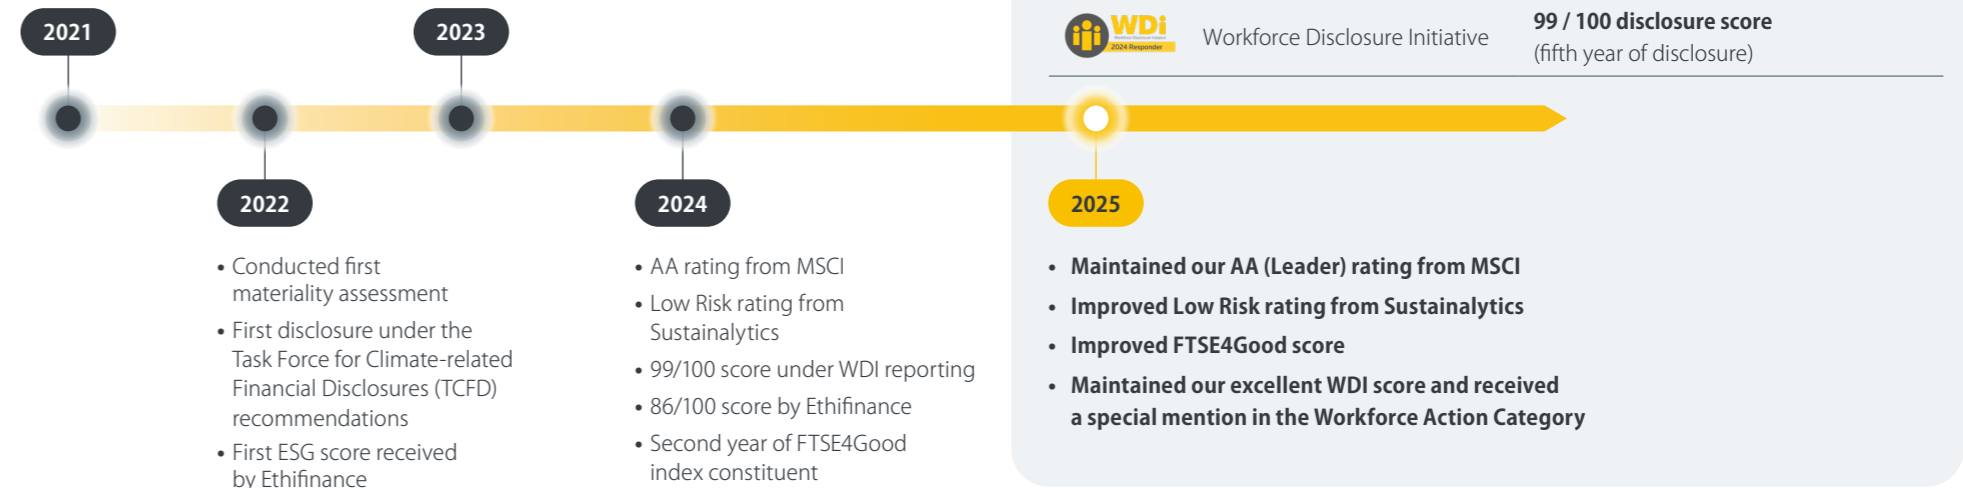 2021
2023
WDi
Workforce Disclosure Initiative
2024 Responder
Workforce Disclosure Initiative
99 / 100 disclosure score
(fifth year of disclosure)
2022
• Conducted first
materiality assessment
• First disclosure under the
Task Force for Climate-related
Financial Disclosures (TCFD)
recommendations
• First ESG score received
by Ethifinance
2024
• AA rating from MSCI
• Low Risk rating from
Sustainalytics
• 99/100 score under WDI reporting
• 86/100 score by Ethifinance
• Second year of FTSE4Good
index constituent
2025
• Maintained our AA (Leader) rating from MSCI
• Improved Low Risk rating from Sustainalytics
• Improved FTSE4Good score
• Maintained our excellent WDI score and received
a special mention in the Workforce Action Category